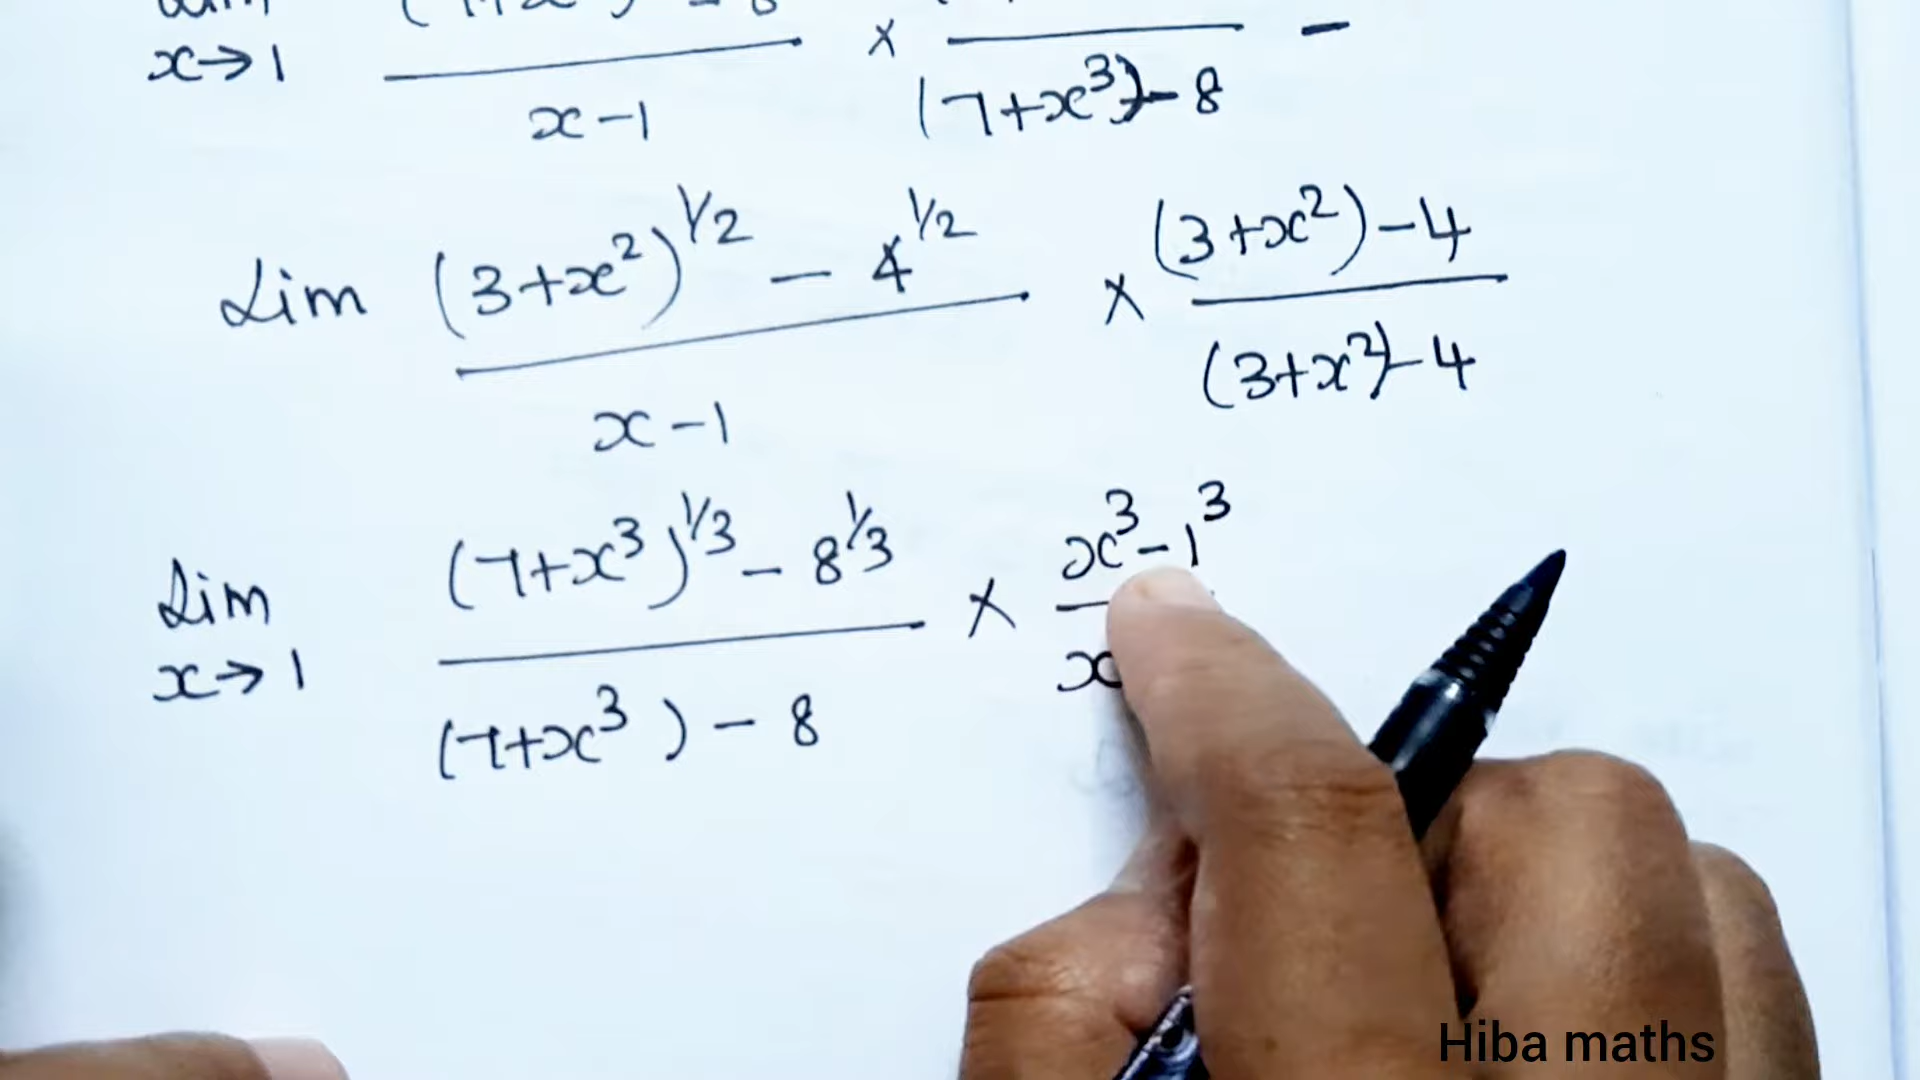 x→1 x-1 × (7+x³)-8 -
Lim (3+x²)^1/2 - 4^1/2 / x-1 × (3+x²)-4 / (3+x²)-4
Lim x→1 (7+x³)^1/3 - 8^1/3 / (7+x³) - 8 × x³-1³ / x
Hiba maths